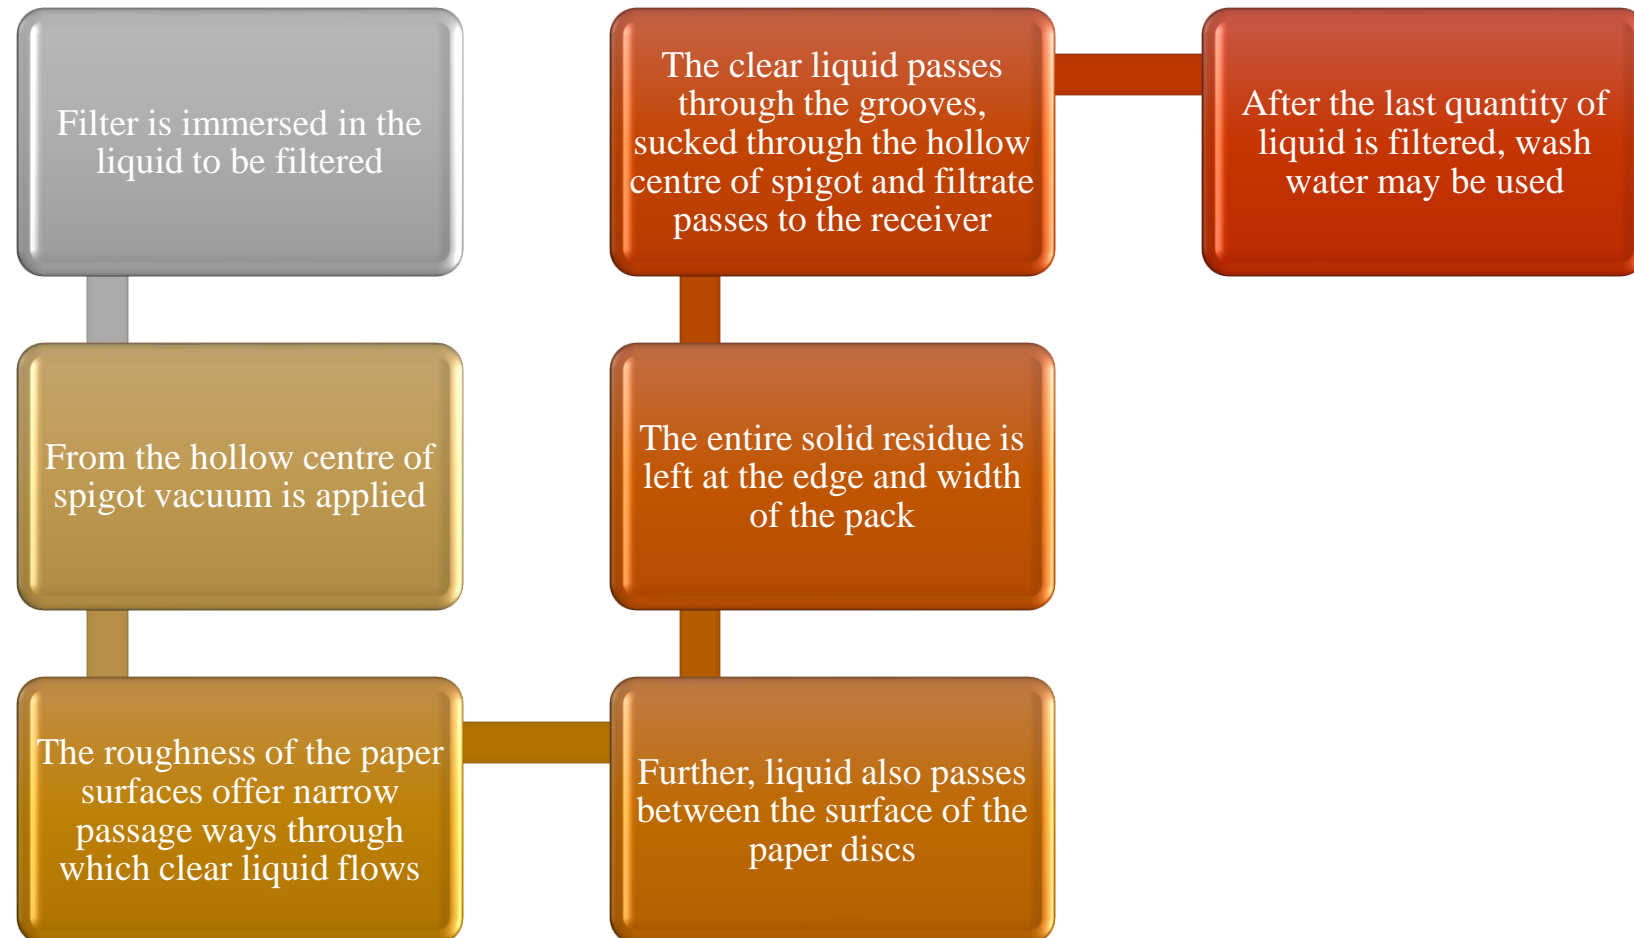 Filter is immersed in the
liquid to be filtered
From the hollow centre of
spigot vacuum is applied
The roughness of the paper
surfaces offer narrow
passage ways through
which clear liquid flows
Further, liquid also passes
between the surface of the
paper discs
The entire solid residue is
left at the edge and width
of the pack
The clear liquid passes
through the grooves,
sucked through the hollow
centre of spigot and filtrate
passes to the receiver
After the last quantity of
liquid is filtered, wash
water may be used